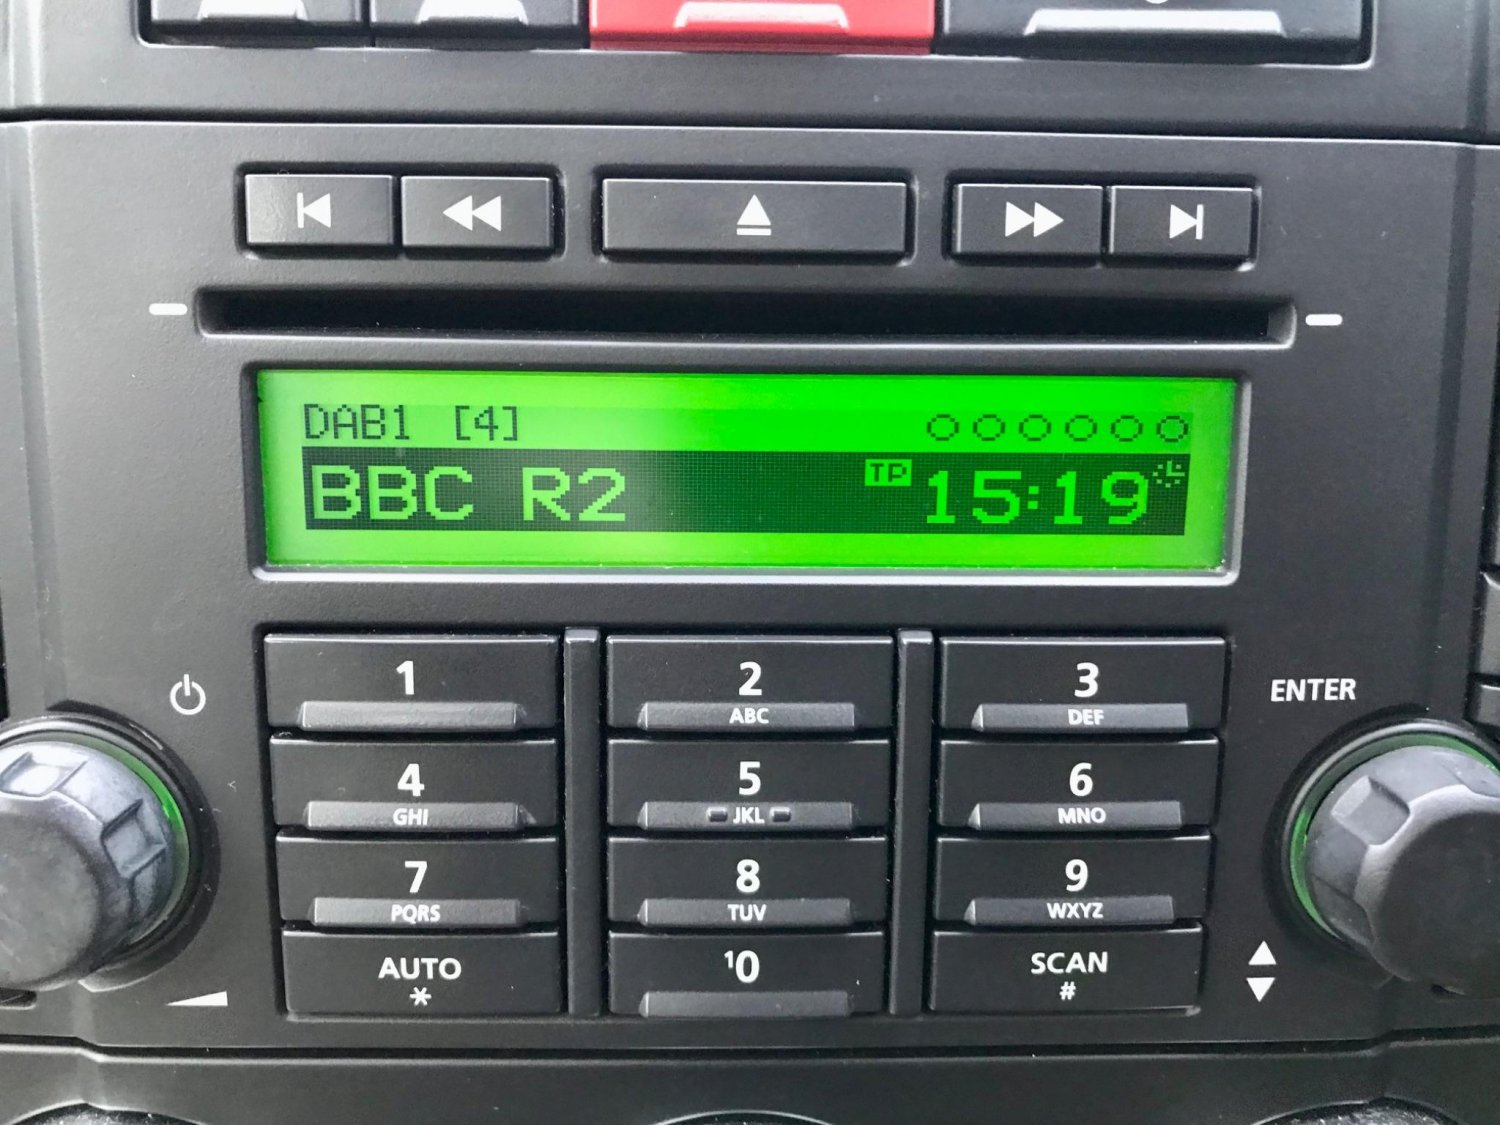 DAB1 [4]
BBC R2 TP 15:19
1
2 ABC
3 DEF
ENTER
4 GHI
5 JKL
6 MNO
7 PQRS
8 TUV
9 WXYZ
AUTO *
10
SCAN #